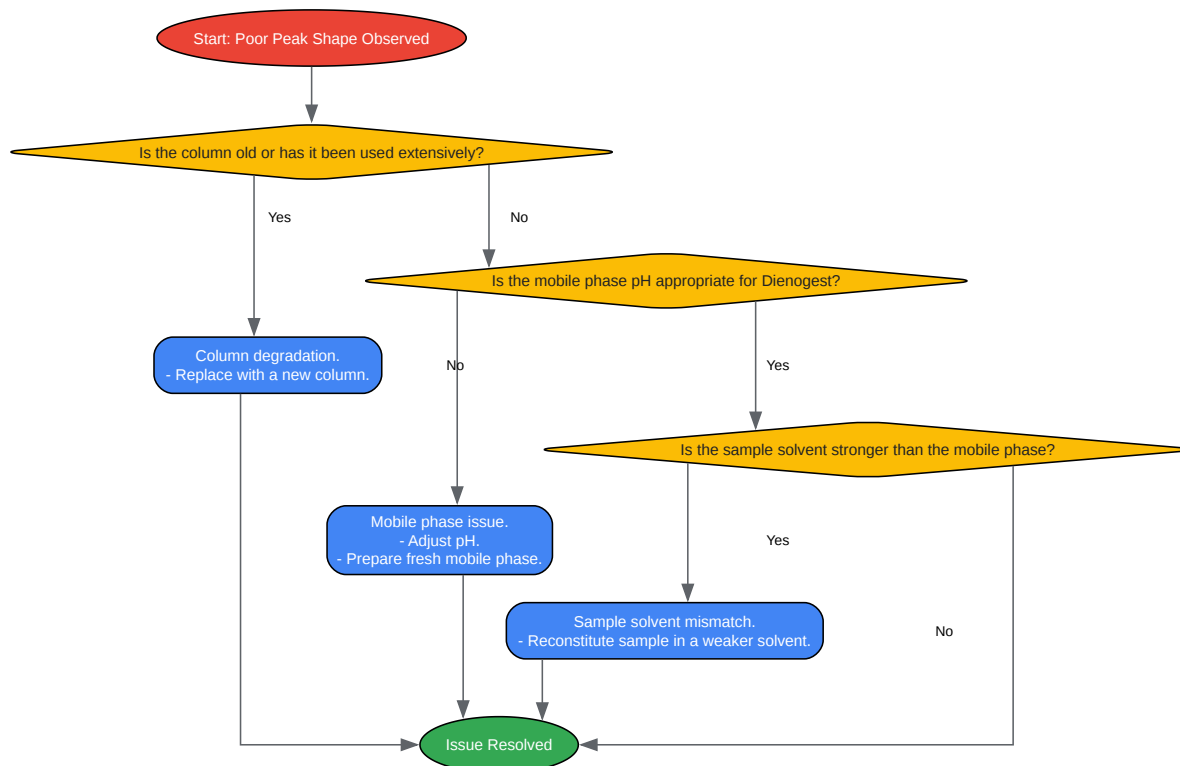 Start: Poor Peak Shape Observed
Is the column old or has it been used extensively?
Yes
No
Is the mobile phase pH appropriate for Dienogest?
Column degradation.
- Replace with a new column.
No
Yes
Is the sample solvent stronger than the mobile phase?
Mobile phase issue.
- Adjust pH.
- Prepare fresh mobile phase.
Yes
Sample solvent mismatch.
- Reconstitute sample in a weaker solvent.
No
Issue Resolved